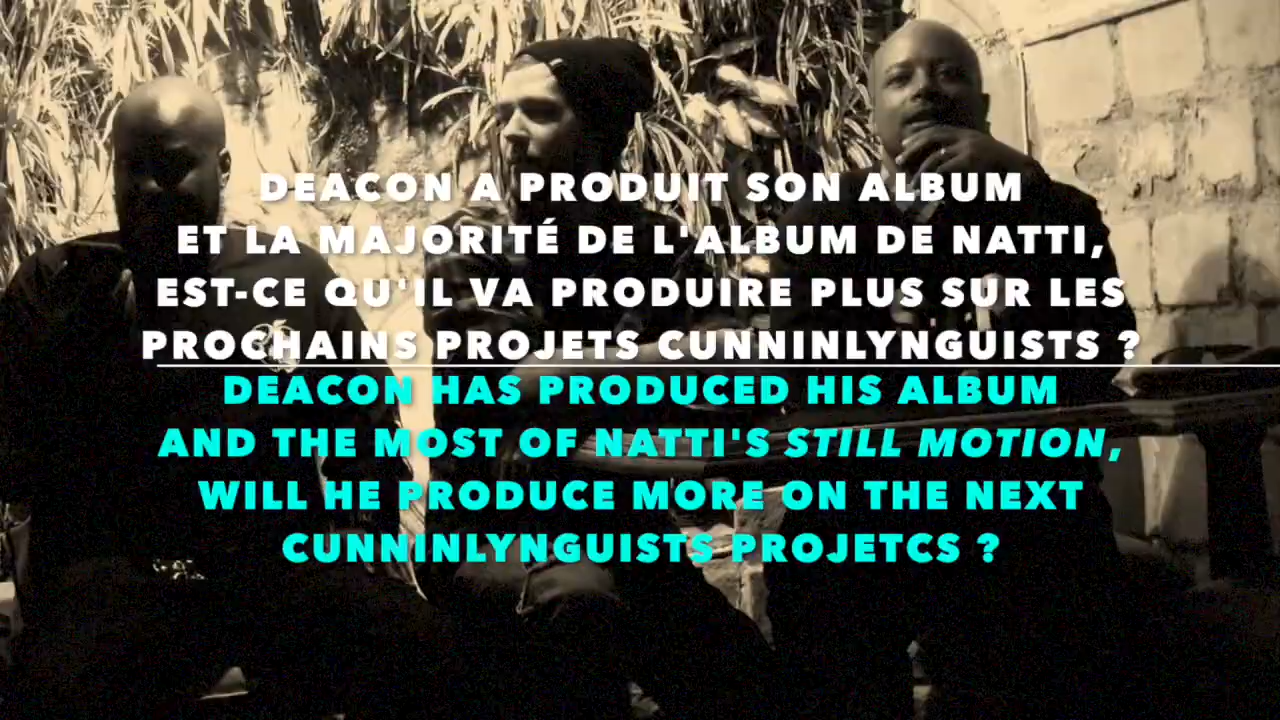 DEACON A PRODUIT SON ALBUM
ET LA MAJORITÉ DE L'ALBUM DE NATTI,
EST-CE QU'IL VA PRODUIRE PLUS SUR LES
PROCHAINS PROJETS CUNNINLYNGUISTS ?
DEACON HAS PRODUCED HIS ALBUM
AND THE MOST OF NATTI'S STILL MOTION,
WILL HE PRODUCE MORE ON THE NEXT
CUNNINLYNGUISTS PROJETCS ?